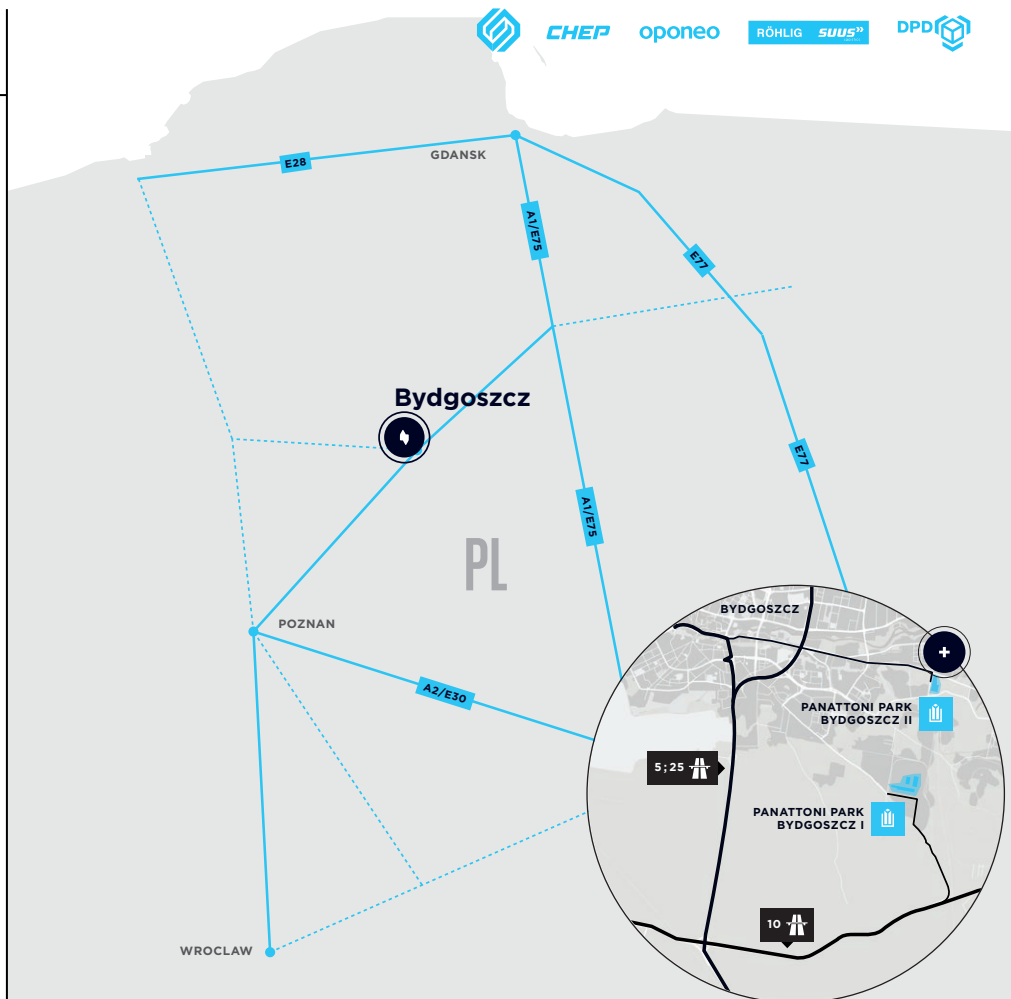 CHEP
oponeo
RÖHLIG SUUS
DPD
E28
GDANSK
A1/E75
E77
Bydgoszcz
E77
A1/E75
PL
POZNAN
A2/E30
BYDGOSZCZ
PANATTONI PARK
BYDGOSZCZ II
5;25
PANATTONI PARK
BYDGOSZCZ I
10
WROCLAW